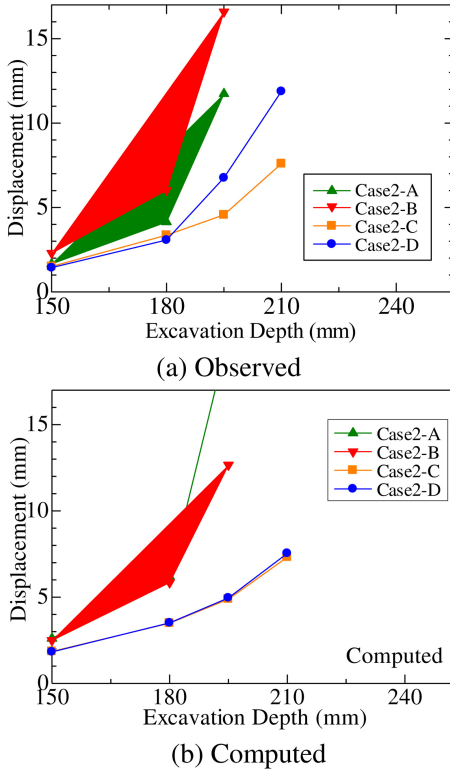 15
10
5
0
Displacement (mm)
Case2-A
Case2-B
Case2-C
Case2-D
150 180 210 240
Excavation Depth (mm)
(a) Observed
15
10
5
0
Displacement (mm)
Case2-A
Case2-B
Case2-C
Case2-D
Computed
150 180 210 240
Excavation Depth (mm)
(b) Computed